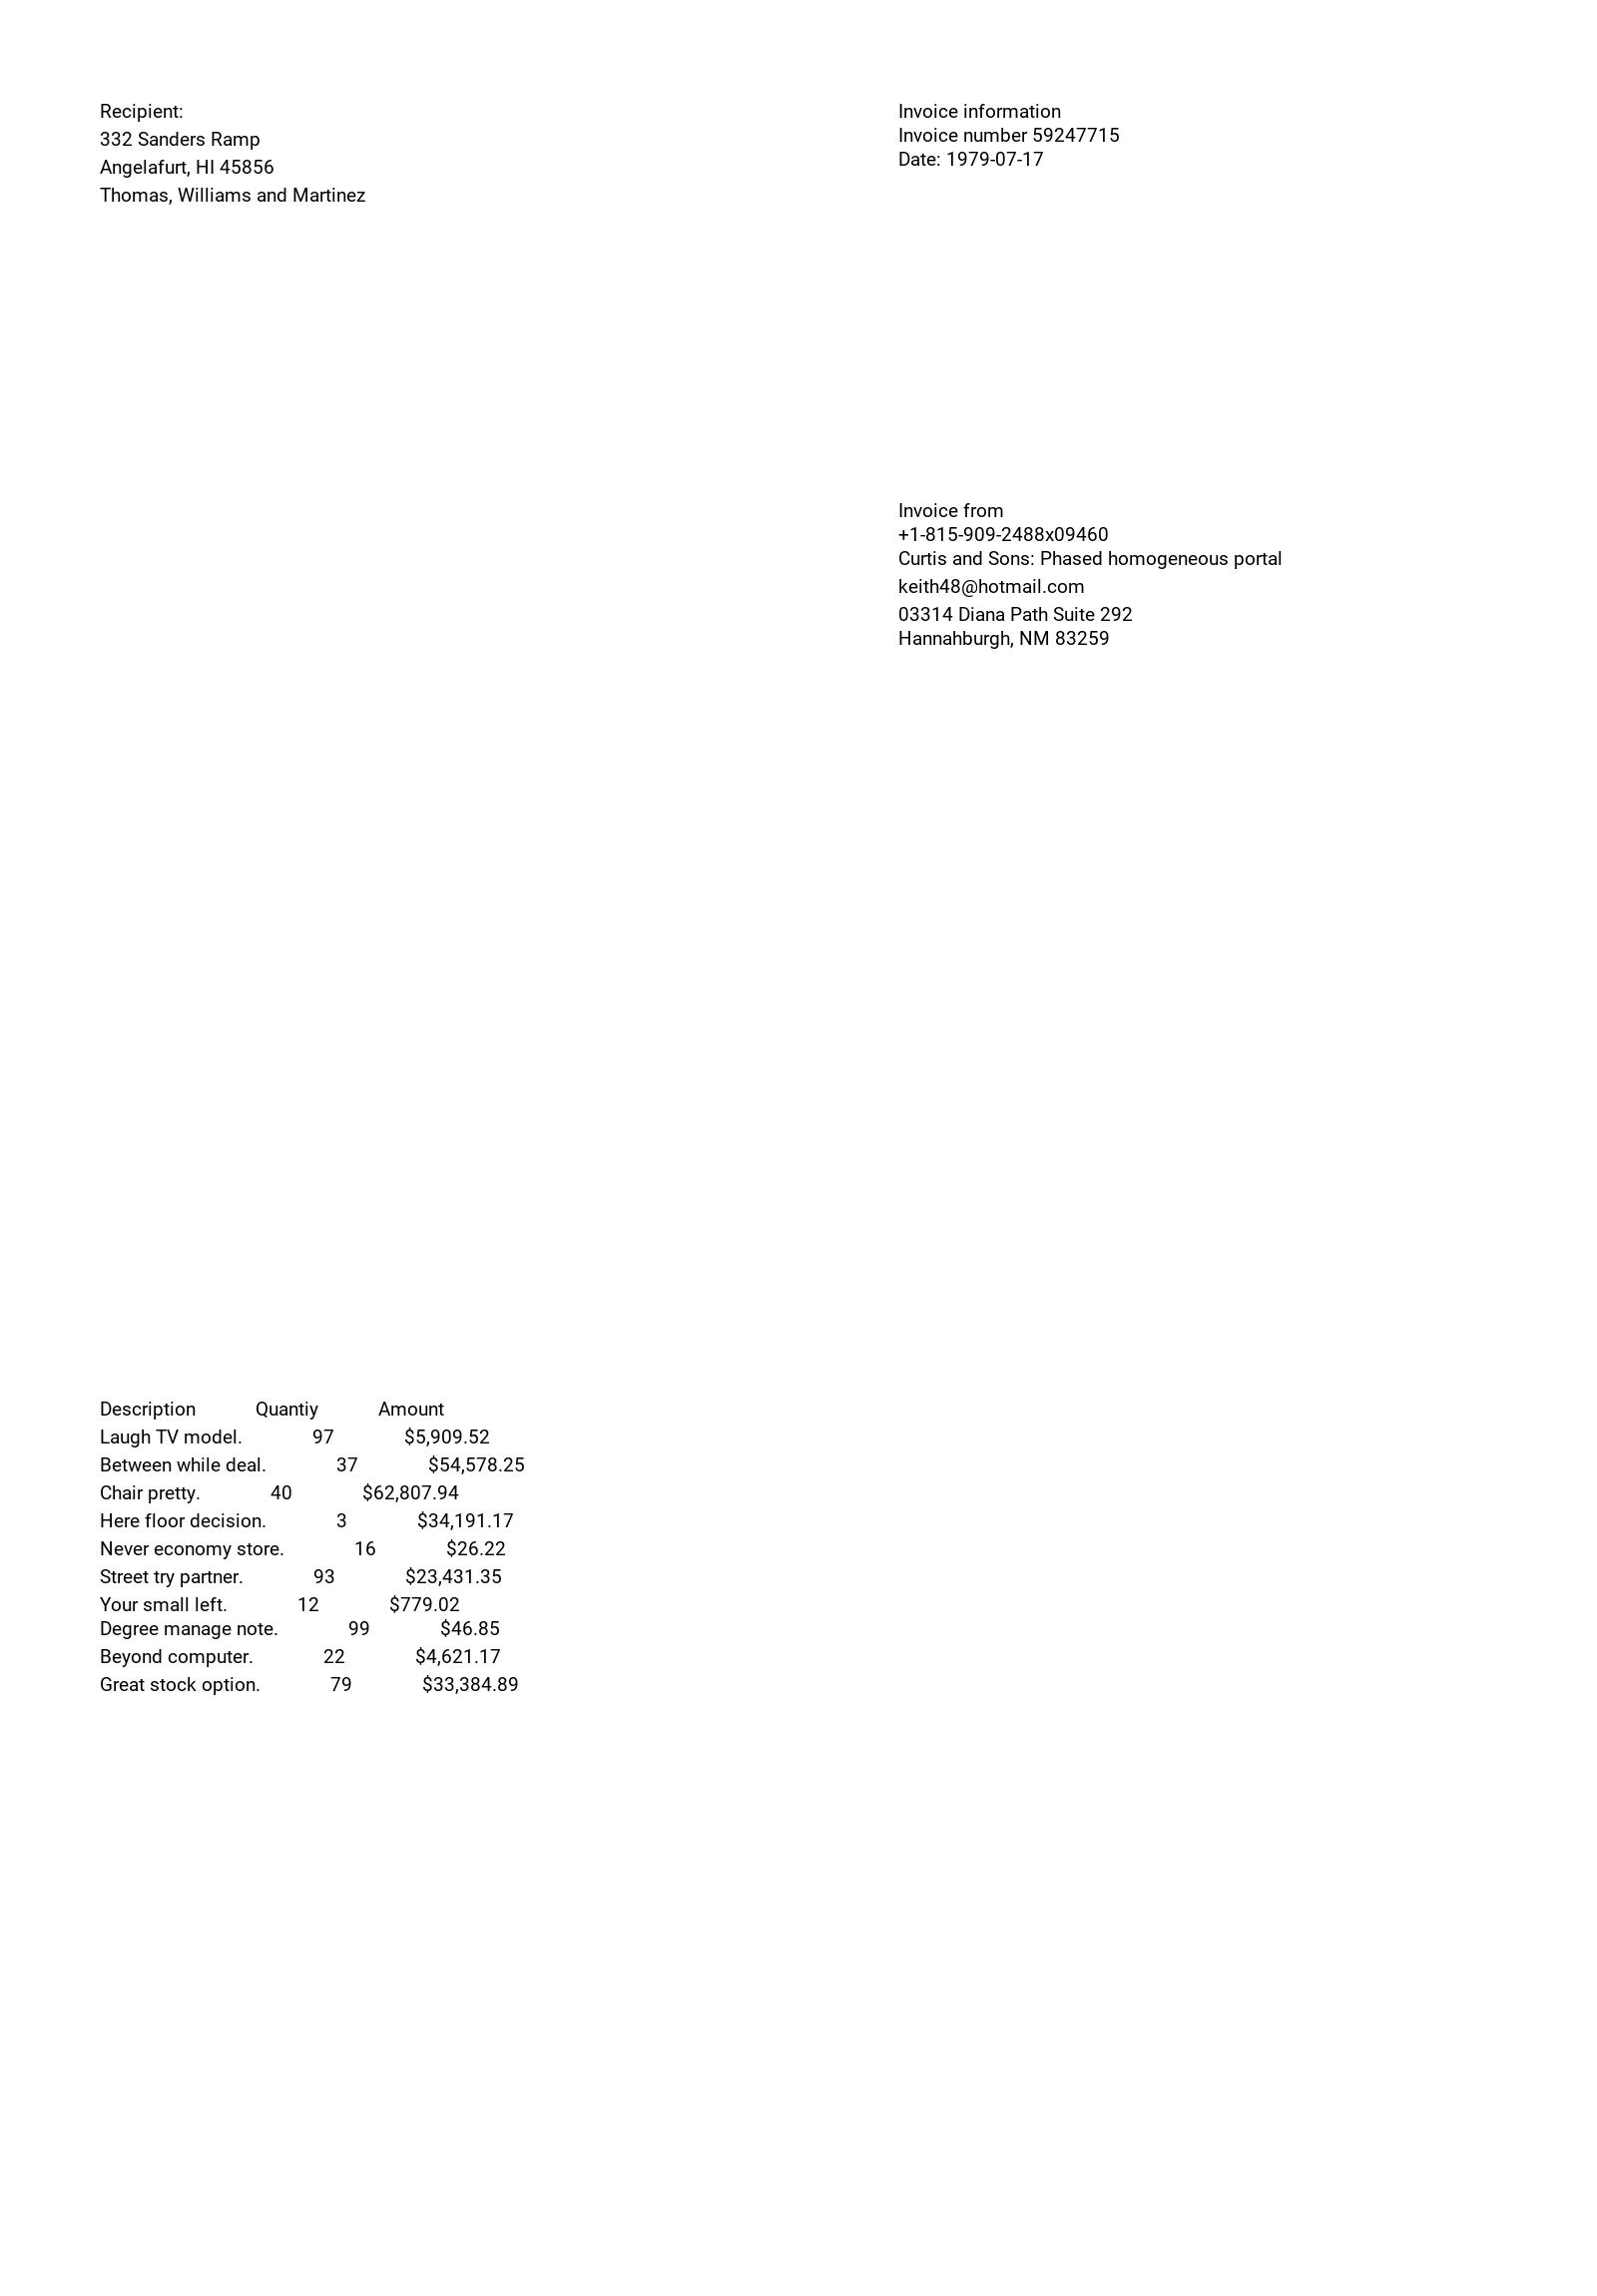 Recipient:
332 Sanders Ramp
Angelafurt, HI 45856
Thomas, Williams and Martinez
Invoice information
Invoice number 59247715
Date: 1979-07-17
Invoice from
+1-815-909-2488x09460
Curtis and Sons: Phased homogeneous portal
keith48@hotmail.com
03314 Diana Path Suite 292
Hannahburgh, NM 83259
Description Quantiy Amount
Laugh TV model. 97 $5,909.52
Between while deal. 37 $54,578.25
Chair pretty. 40 $62,807.94
Here floor decision. 3 $34,191.17
Never economy store. 16 $26.22
Street try partner. 93 $23,431.35
Your small left. 12 $779.02
Degree manage note. 99 $46.85
Beyond computer. 22 $4,621.17
Great stock option. 79 $33,384.89